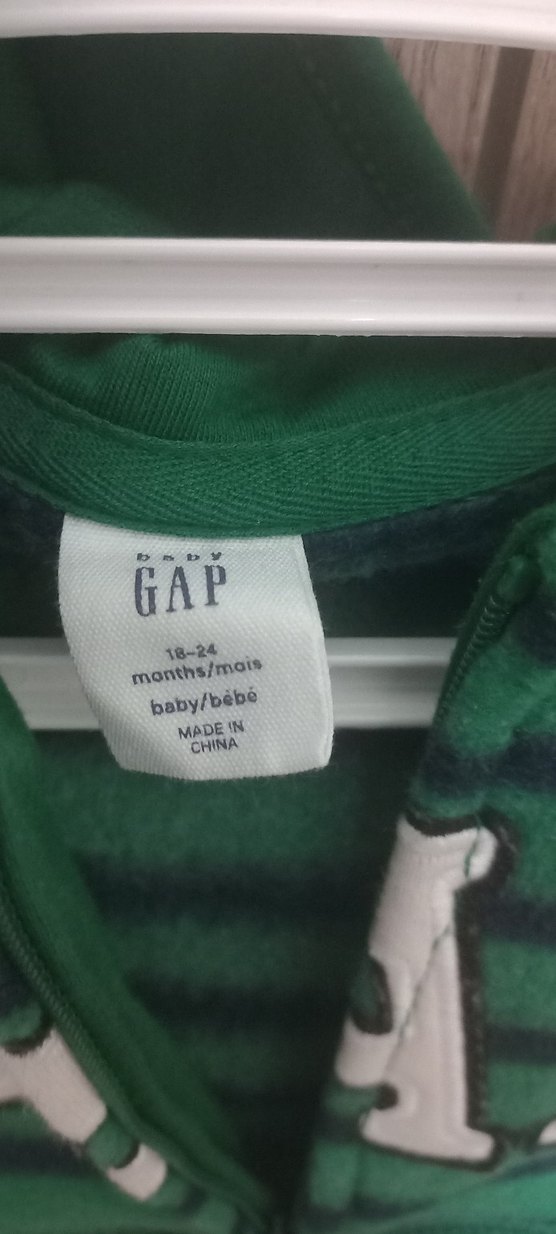 baby
GAP
18-24
months/mois
baby/bébé
MADE IN
CHINA